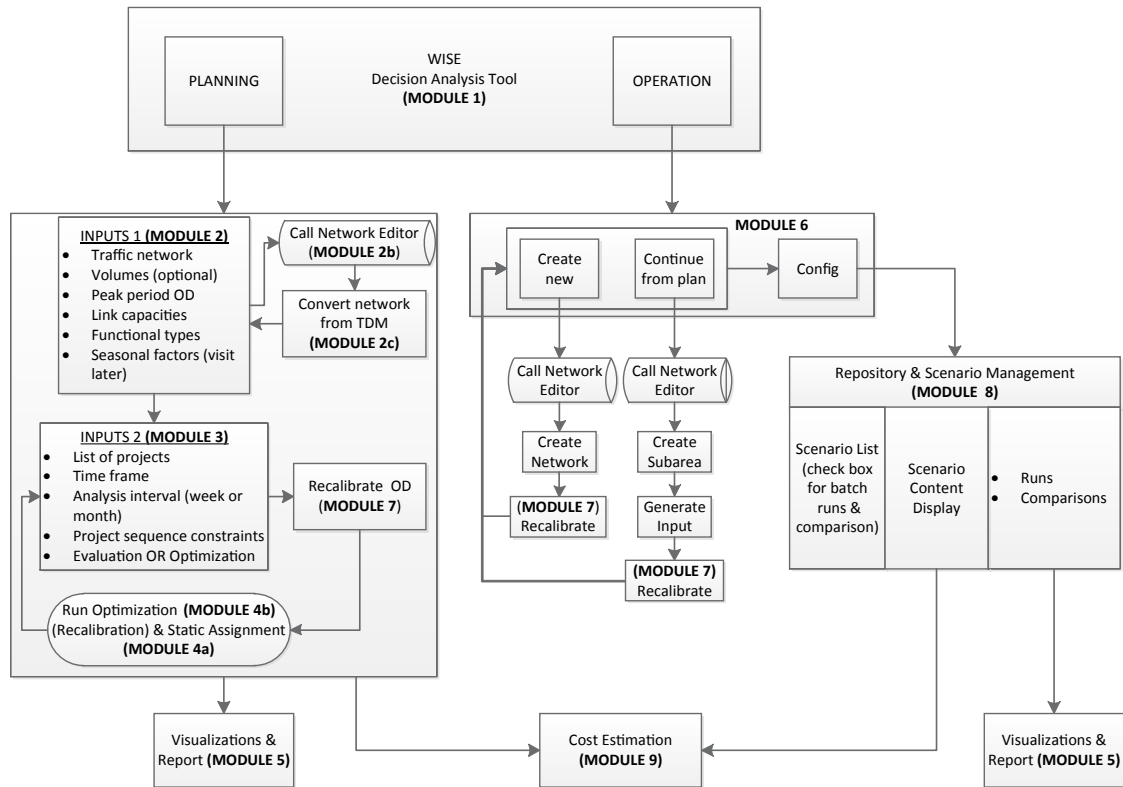 WISE
Decision Analysis Tool
(MODULE 1)
PLANNING
OPERATION
INPUTS 1 (MODULE 2)
• Traffic network
• Volumes (optional)
• Peak period OD
• Link capacities
• Functional types
• Seasonal factors (visit
later)
Call Network Editor
(MODULE 2b)
Convert network
from TDM
(MODULE 2c)
INPUTS 2 (MODULE 3)
• List of projects
• Time frame
• Analysis interval (week or
month)
• Project sequence constraints
• Evaluation OR Optimization
Recalibrate OD
(MODULE 7)
Run Optimization (MODULE 4b)
(Recalibration) & Static Assignment
(MODULE 4a)
Visualizations &
Report (MODULE 5)
MODULE 6
Create
new
Continue
from plan
Config
Call Network
Editor
Call Network
Editor
Create
Network
Create
Subarea
(MODULE 7)
Recalibrate
Generate
Input
(MODULE 7)
Recalibrate
Repository & Scenario Management
(MODULE 8)
Scenario List
(check box
for batch
runs &
comparison)
Scenario
Content
Display
• Runs
• Comparisons
Cost Estimation
(MODULE 9)
Visualizations &
Report (MODULE 5)